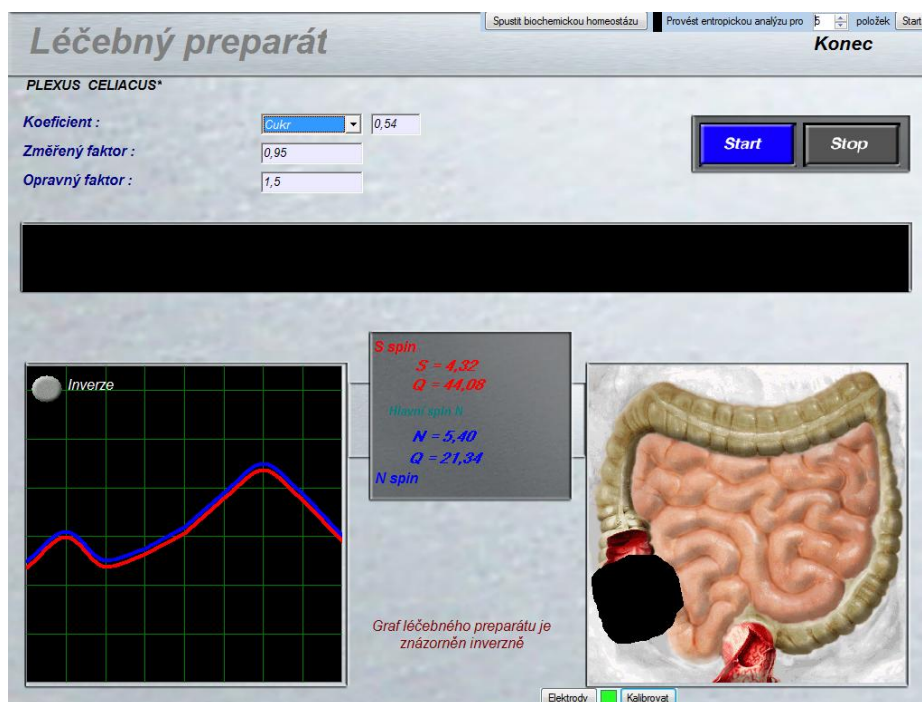 Spustit biochemickou homeostázu
Provést entropickou analýzu pro 5 položek Start
Léčebný preparát
Konec
PLEXUS CELIACUS*
Koeficient : Cukr 0,54
Změřený faktor : 0,95
Opravný faktor : 1,5
Start Stop
S spin
S = 4,32
Q = 44,08
Hlavní spin N
N = 5,40
Q = 21,34
N spin
Inverze
Graf léčebného preparátu je
znázorněn inverzně
Elektrody Kalibrovat